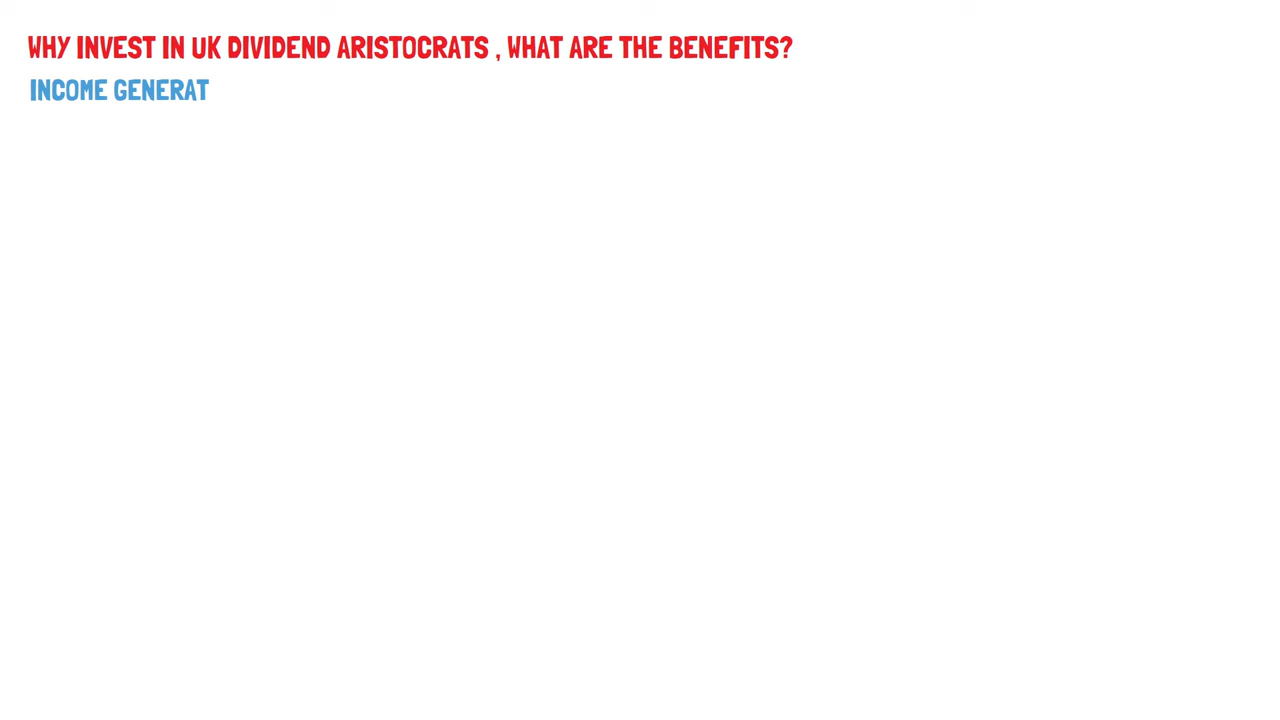 WHY INVEST IN UK DIVIDEND ARISTOCRATS , WHAT ARE THE BENEFITS?
INCOME GENERAT